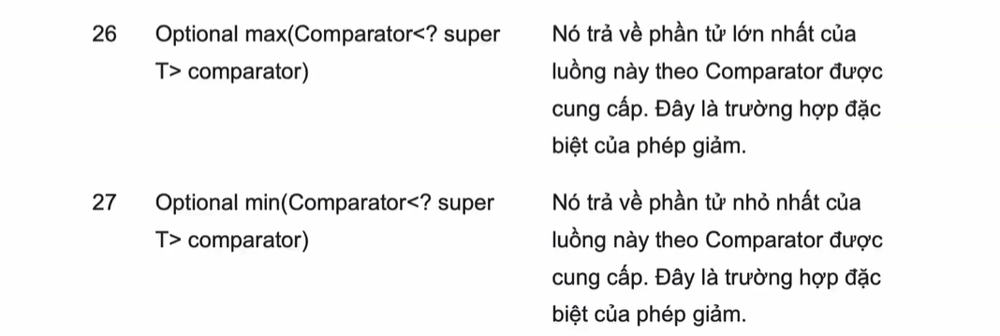 26 Optional max(Comparator<? super Nó trả về phần tử lớn nhất của
T> comparator) luồng này theo Comparator được
cung cấp. Đây là trường hợp đặc
biệt của phép giảm.
27 Optional min(Comparator<? super Nó trả về phần tử nhỏ nhất của
T> comparator) luồng này theo Comparator được
cung cấp. Đây là trường hợp đặc
biệt của phép giảm.